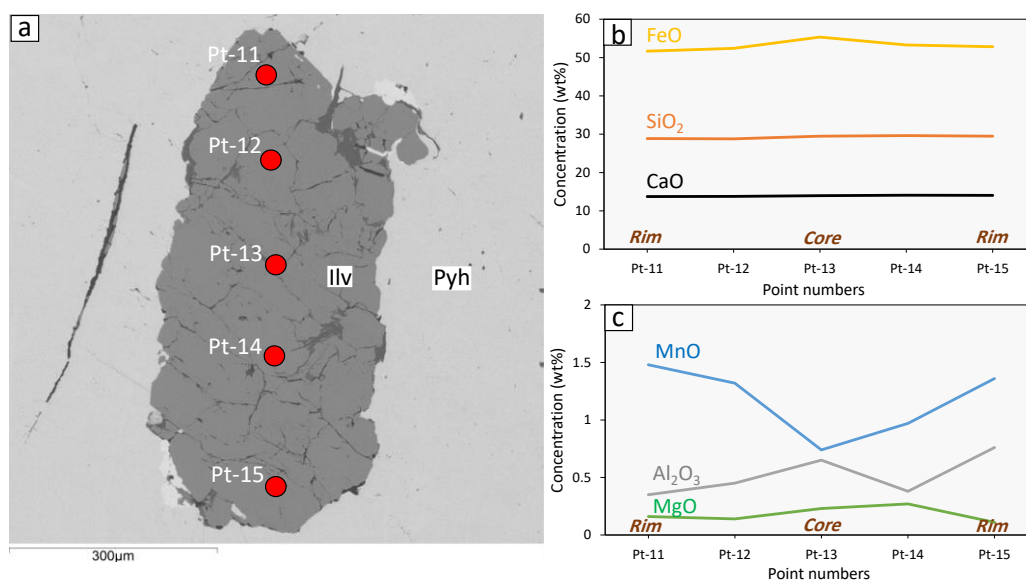 a
Pt-11
Pt-12
Pt-13
Ilv
Pyh
Pt-14
Pt-15
300µm
b
Concentration (wt%)
60
50
40
30
20
10
0
FeO
SiO₂
CaO
Rim
Core
Rim
Pt-11 Pt-12 Pt-13 Pt-14 Pt-15
Point numbers
c
Concentration (wt%)
2
1.5
1
0.5
0
MnO
Al₂O₃
MgO
Rim
Core
Rim
Pt-11 Pt-12 Pt-13 Pt-14 Pt-15
Point numbers